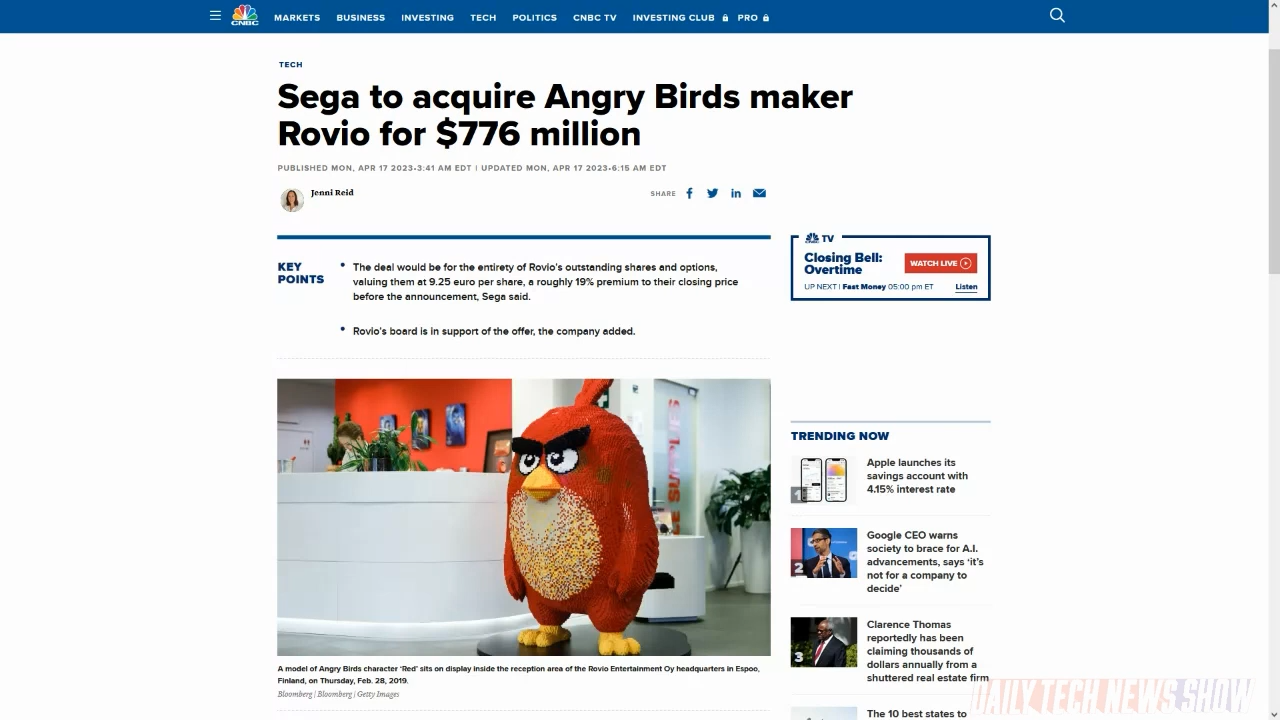 CNBC
MARKETS BUSINESS INVESTING TECH POLITICS CNBC TV INVESTING CLUB PRO
TECH
Sega to acquire Angry Birds maker
Rovio for $776 million
PUBLISHED MON, APR 17 2023•3:41 AM EDT | UPDATED MON, APR 17 2023•6:15 AM EDT
Jenni Reid
SHARE
KEY
POINTS
• The deal would be for the entirety of Rovio's outstanding shares and options,
valuing them at 9.25 euro per share, a roughly 19% premium to their closing price
before the announcement, Sega said.
• Rovio's board is in support of the offer, the company added.
A model of Angry Birds character 'Red' sits on display inside the reception area of the Rovio Entertainment Oy headquarters in Espoo,
Finland, on Thursday, Feb. 28, 2019.
Bloomberg | Bloomberg | Getty Images
CNBC TV
Closing Bell:
Overtime
WATCH LIVE
UP NEXT | Fast Money 05:00 pm ET
Listen
TRENDING NOW
1
Apple launches its
savings account with
4.15% interest rate
2
Google CEO warns
society to brace for A.I.
advancements, says 'it's
not for a company to
decide'
3
Clarence Thomas
reportedly has been
claiming thousands of
dollars annually from a
shuttered real estate firm
The 10 best states to
DAILY TECH NEWS SHOW